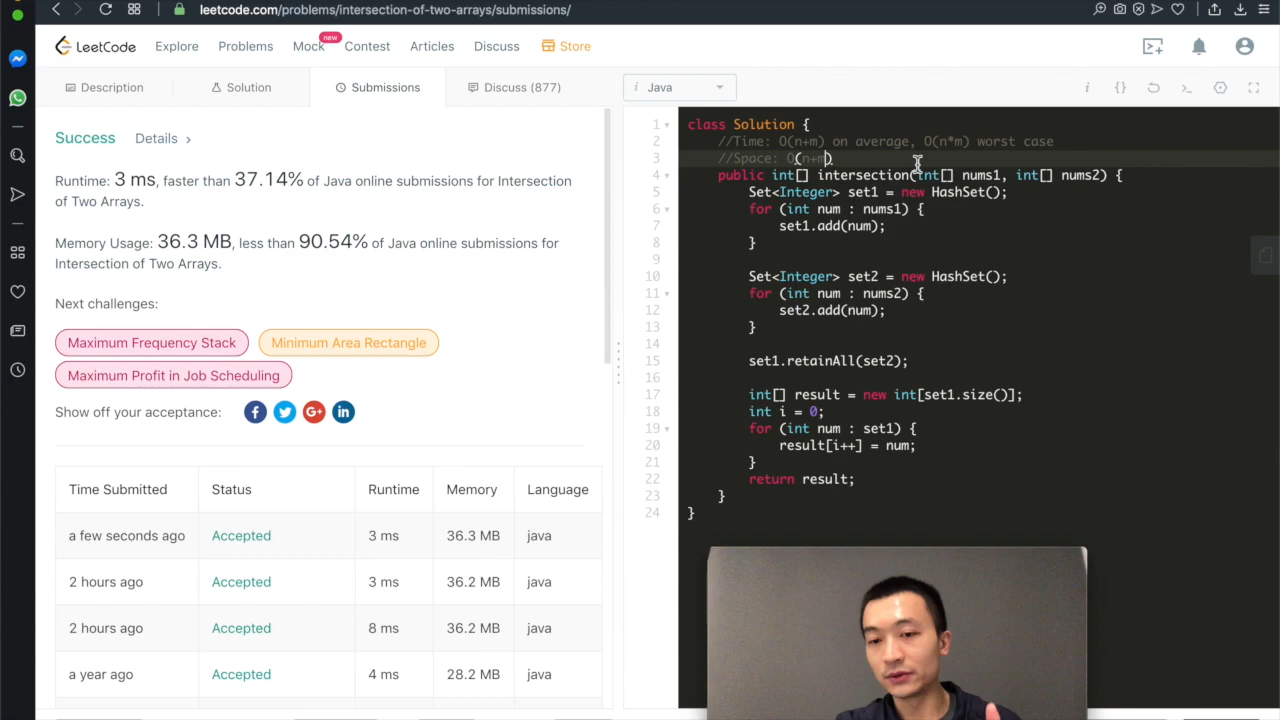 leetcode.com/problems/intersection-of-two-arrays/submissions/
LeetCode
Explore
Problems
Mock
new
Contest
Articles
Discuss
Store
Description
Solution
Submissions
Discuss (877)
i Java
Success
Details >
Runtime: 3 ms, faster than 37.14% of Java online submissions for Intersection
of Two Arrays.
Memory Usage: 36.3 MB, less than 90.54% of Java online submissions for
Intersection of Two Arrays.
Next challenges:
Maximum Frequency Stack
Minimum Area Rectangle
Maximum Profit in Job Scheduling
Show off your acceptance:
Time Submitted Status Runtime Memory Language
a few seconds ago Accepted 3 ms 36.3 MB java
2 hours ago Accepted 3 ms 36.2 MB java
2 hours ago Accepted 8 ms 36.2 MB java
a year ago Accepted 4 ms 28.2 MB java
1 class Solution {
2 //Time: O(n+m) on average, O(n*m) worst case
3 //Space: O(n+m)
4 public int[] intersection(int[] nums1, int[] nums2) {
5 Set<Integer> set1 = new HashSet();
6 for (int num : nums1) {
7 set1.add(num);
8 }
9
10 Set<Integer> set2 = new HashSet();
11 for (int num : nums2) {
12 set2.add(num);
13 }
14
15 set1.retainAll(set2);
16
17 int[] result = new int[set1.size()];
18 int i = 0;
19 for (int num : set1) {
20 result[i++] = num;
21 }
22 return result;
23 }
24 }